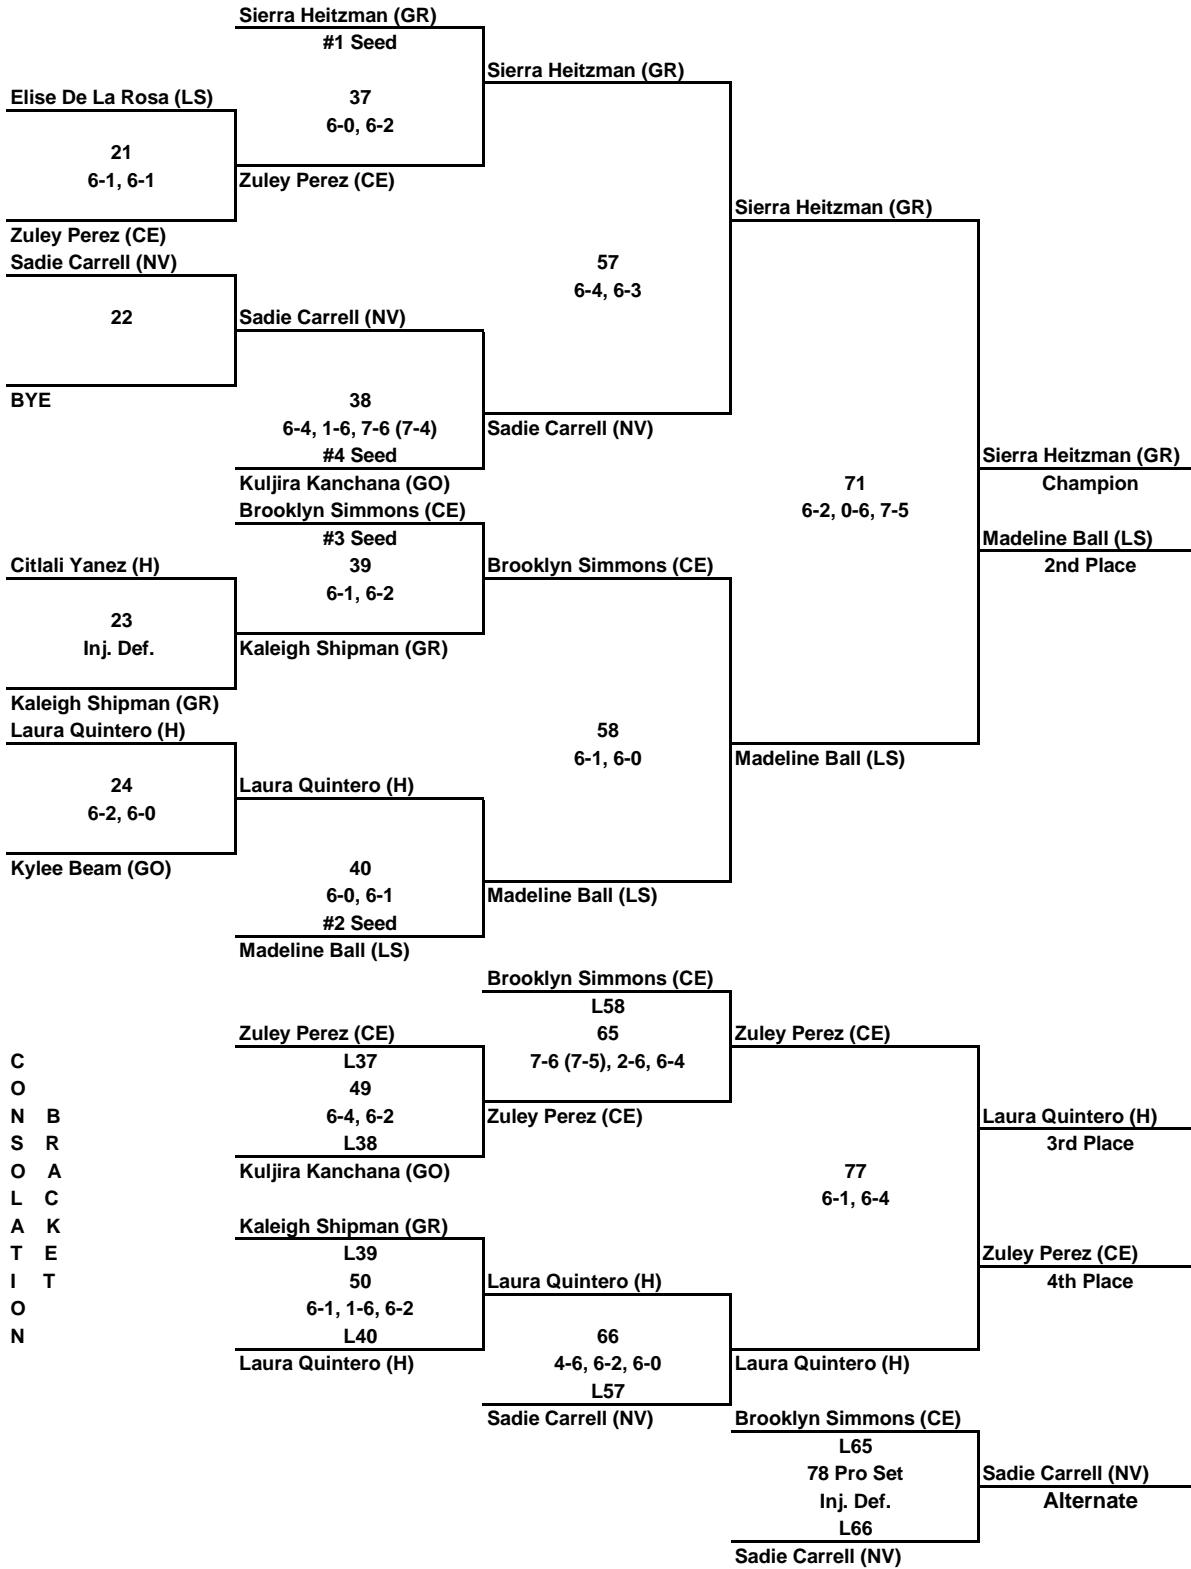 Sierra Heitzman (GR)
#1 Seed
Sierra Heitzman (GR)
Elise De La Rosa (LS)
37
6-0, 6-2
21
6-1, 6-1
Zuley Perez (CE)
Sierra Heitzman (GR)
Zuley Perez (CE)
Sadie Carrell (NV)
57
6-4, 6-3
22
Sadie Carrell (NV)
BYE
38
6-4, 1-6, 7-6 (7-4)
Sadie Carrell (NV)
#4 Seed
Sierra Heitzman (GR)
Kuljira Kanchana (GO)
71
Champion
Brooklyn Simmons (CE)
6-2, 0-6, 7-5
#3 Seed
Madeline Ball (LS)
Citlali Yanez (H)
39
Brooklyn Simmons (CE)
2nd Place
6-1, 6-2
23
Inj. Def.
Kaleigh Shipman (GR)
Kaleigh Shipman (GR)
Laura Quintero (H)
58
6-1, 6-0
Madeline Ball (LS)
24
Laura Quintero (H)
6-2, 6-0
Kylee Beam (GO)
40
6-0, 6-1
Madeline Ball (LS)
#2 Seed
Madeline Ball (LS)
Brooklyn Simmons (CE)
L58
Zuley Perez (CE)
65
Zuley Perez (CE)
L37
7-6 (7-5), 2-6, 6-4
49
6-4, 6-2
Zuley Perez (CE)
Laura Quintero (H)
L38
3rd Place
Kuljira Kanchana (GO)
77
6-1, 6-4
Kaleigh Shipman (GR)
L39
Zuley Perez (CE)
50
Laura Quintero (H)
4th Place
6-1, 1-6, 6-2
L40
66
Laura Quintero (H)
4-6, 6-2, 6-0
Laura Quintero (H)
L57
Sadie Carrell (NV)
Brooklyn Simmons (CE)
L65
78 Pro Set
Sadie Carrell (NV)
Inj. Def.
Alternate
L66
Sadie Carrell (NV)
CONSOLATION
BRACKET